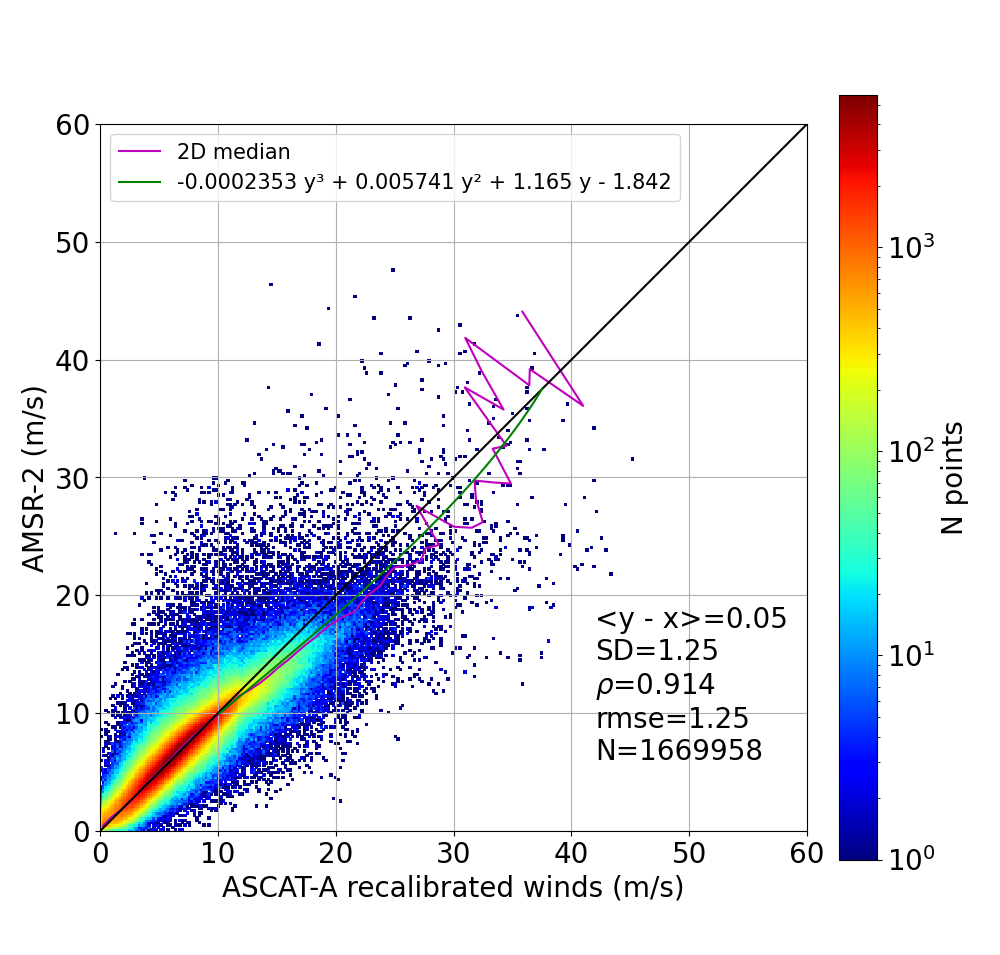 2D median
-0.0002353 y³ + 0.005741 y² + 1.165 y - 1.842
60
50
40
30
20
10
0
AMSR-2 (m/s)
0 10 20 30 40 50 60
ASCAT-A recalibrated winds (m/s)
<y - x>=0.05
SD=1.25
ρ=0.914
rmse=1.25
N=1669958
10³
10²
10¹
10⁰
N points